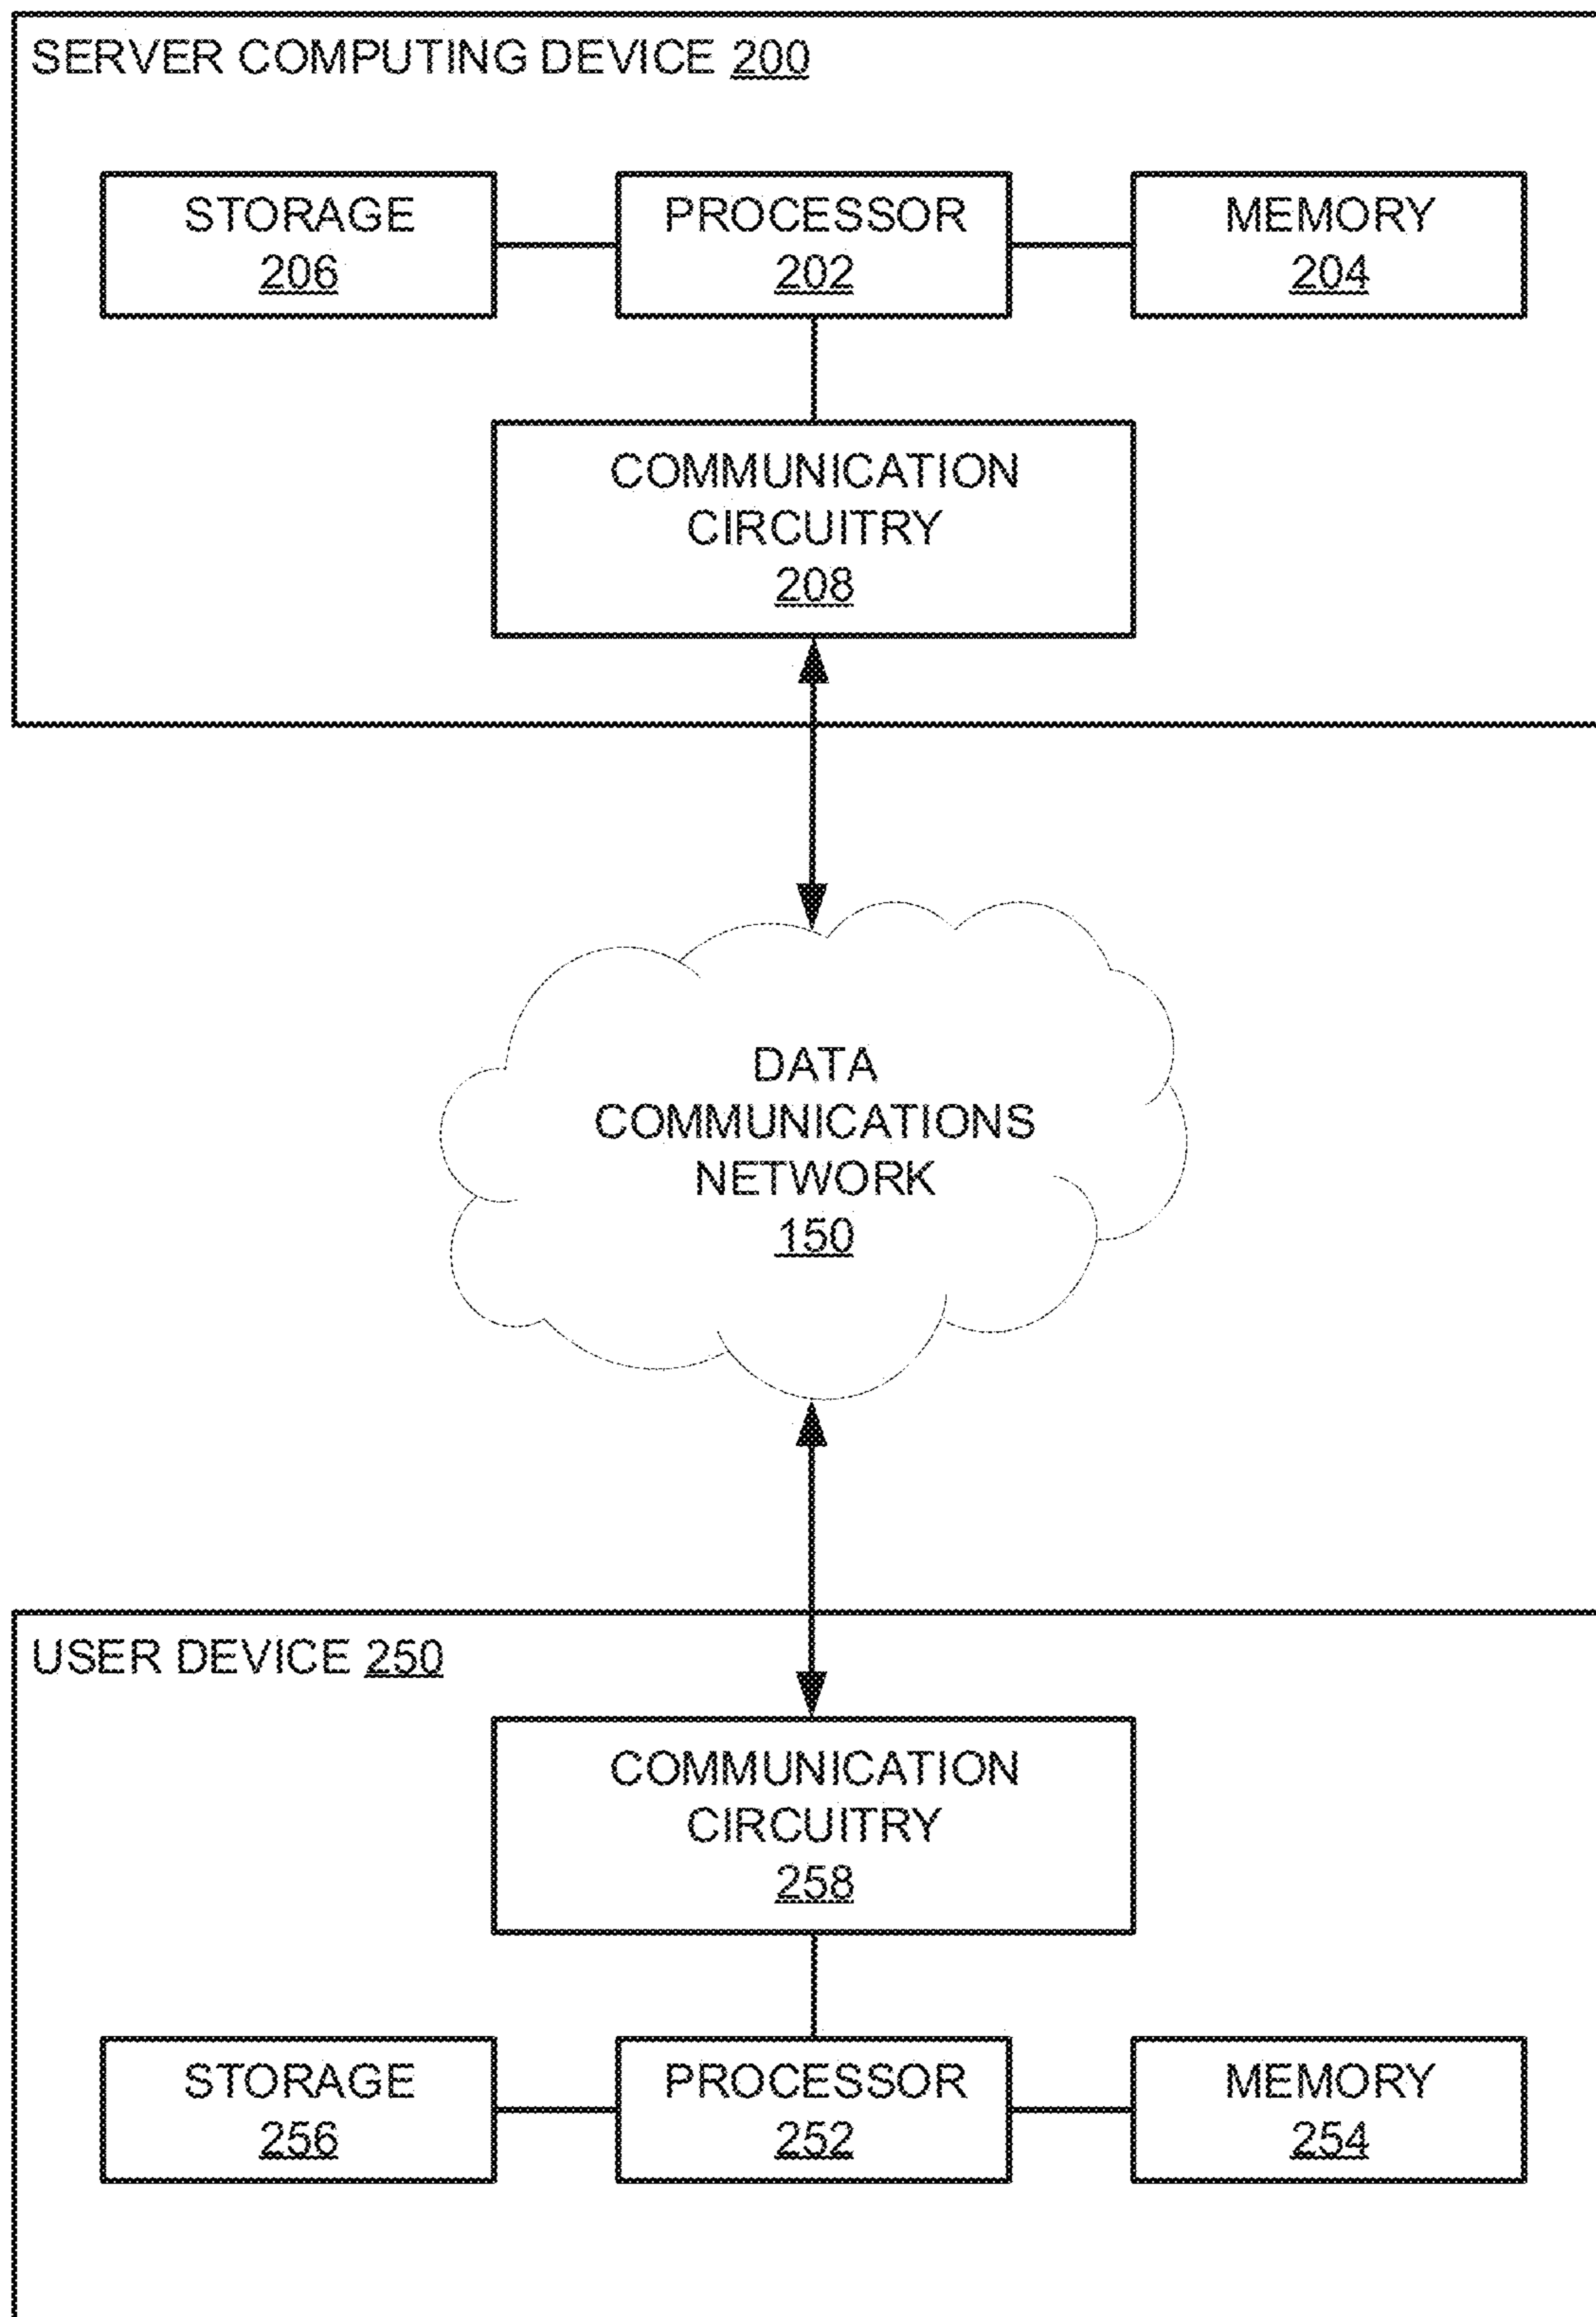 SERVER COMPUTING DEVICE 200
STORAGE
206
PROCESSOR
202
MEMORY
204
COMMUNICATION
CIRCUITRY
208
DATA
COMMUNICATIONS
NETWORK
150
USER DEVICE 250
COMMUNICATION
CIRCUITRY
258
STORAGE
256
PROCESSOR
252
MEMORY
254